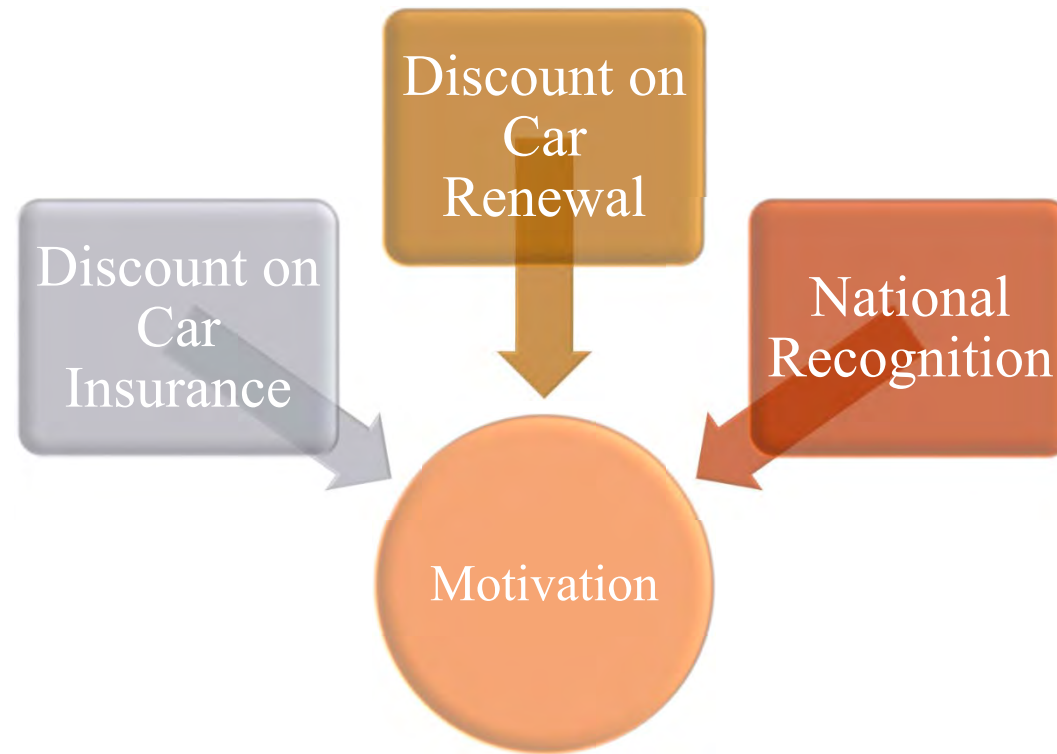 Discount on
Car
Renewal
Discount on
Car
Insurance
National
Recognition
Motivation